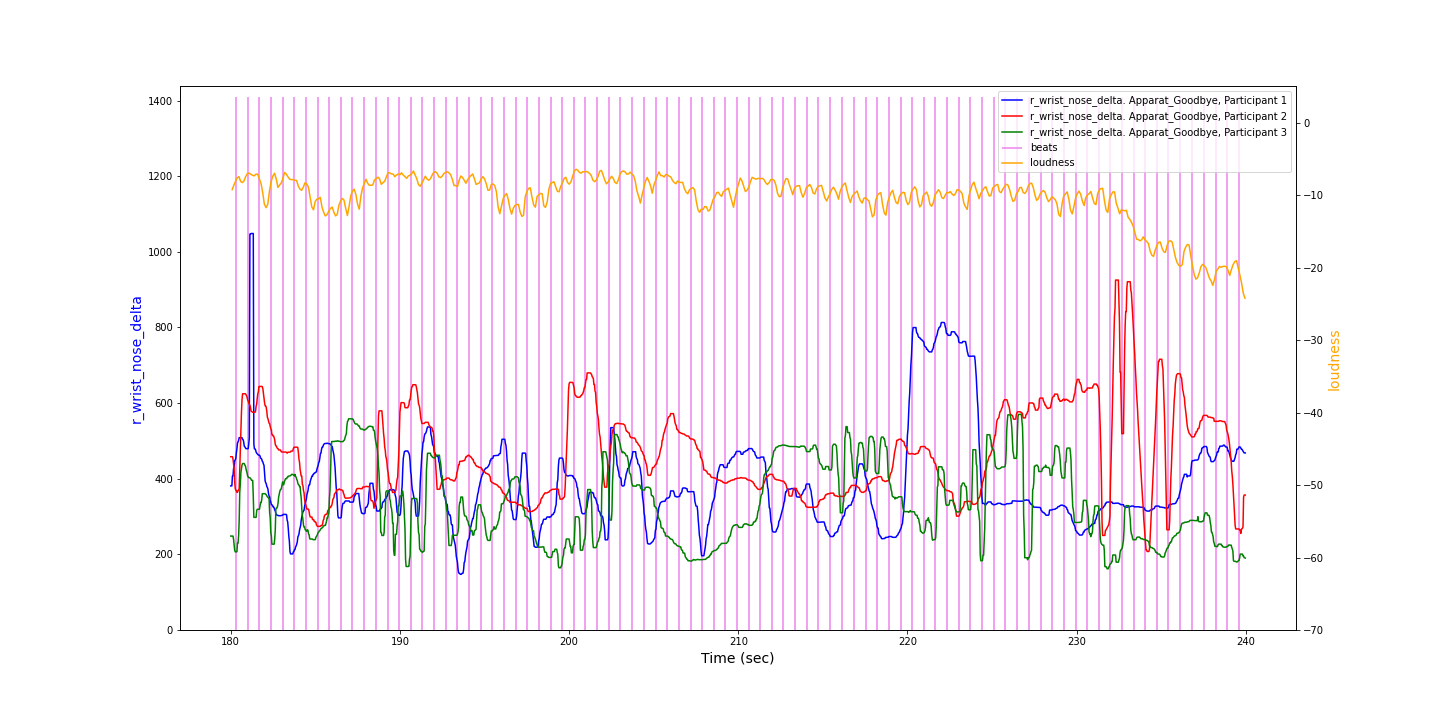 1400
1200
1000
800
600
400
200
0
r_wrist_nose_delta
180
190
200
210
220
230
240
Time (sec)
0
−10
−20
−30
−40
−50
−60
−70
loudness
r_wrist_nose_delta. Apparat_Goodbye, Participant 1
r_wrist_nose_delta. Apparat_Goodbye, Participant 2
r_wrist_nose_delta. Apparat_Goodbye, Participant 3
beats
loudness